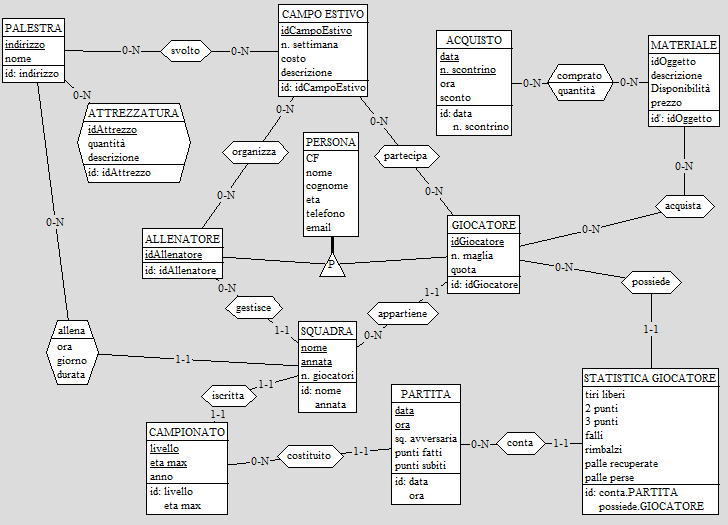 PALESTRA
indirizzo
nome
id: indirizzo
0-N
svolto
0-N
CAMPO ESTIVO
idCampoEstivo
n. settimana
costo
descrizione
id: idCampoEstivo
ACQUISTO
data
n. scontrino
ora
sconto
id: data
n. scontrino
0-N
comprato
quantità
0-N
MATERIALE
idOggetto
descrizione
Disponibilità
prezzo
id': idOggetto
0-N
ATTREZZATURA
idAttrezzo
quantità
descrizione
id: idAttrezzo
0-N
organizza
0-N
PERSONA
CF
nome
cognome
eta
telefono
email
P
0-N
partecipa
0-N
0-N
acquista
0-N
ALLENATORE
idAllenatore
id: idAllenatore
GIOCATORE
idGiocatore
n. maglia
quota
id: idGiocatore
0-N
possiede
1-1
0-N
0-N
gestisce
1-1
1-1
appartiene
0-N
allena
ora
giorno
durata
1-1
SQUADRA
nome
annata
n. giocatori
id: nome
annata
1-1
iscritta
1-1
CAMPIONATO
livello
eta max
anno
id: livello
eta max
0-N
costituito
1-1
PARTITA
data
ora
sq. avversaria
punti fatti
punti subiti
id: data
ora
0-N
conta
1-1
STATISTICA GIOCATORE
tiri liberi
2 punti
3 punti
falli
rimbalzi
palle recuperate
palle perse
id: conta.PARTITA
possiede.GIOCATORE